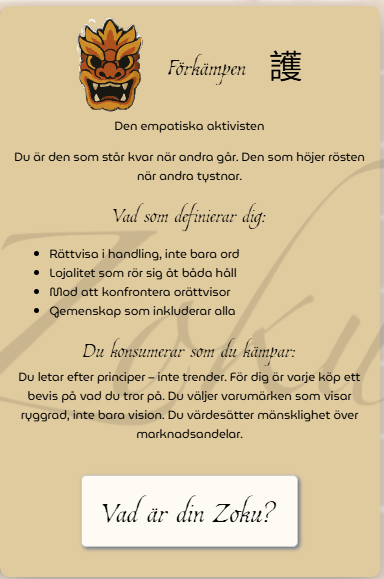 Förkämpen 護
Den empatiska aktivisten
Du är den som står kvar när andra går. Den som höjer rösten
när andra tystnar.
Vad som definierar dig:
• Rättvisa i handling, inte bara ord
• Lojalitet som rör sig åt båda håll
• Mod att konfrontera orättvisor
• Gemenskap som inkluderar alla
Du konsumerar som du kämpar:
Du letar efter principer – inte trender. För dig är varje köp ett
bevis på vad du tror på. Du väljer varumärken som visar
ryggrad, inte bara vision. Du värdesätter mänsklighet över
marknadsandelar.
Zoku
Vad är din Zoku?